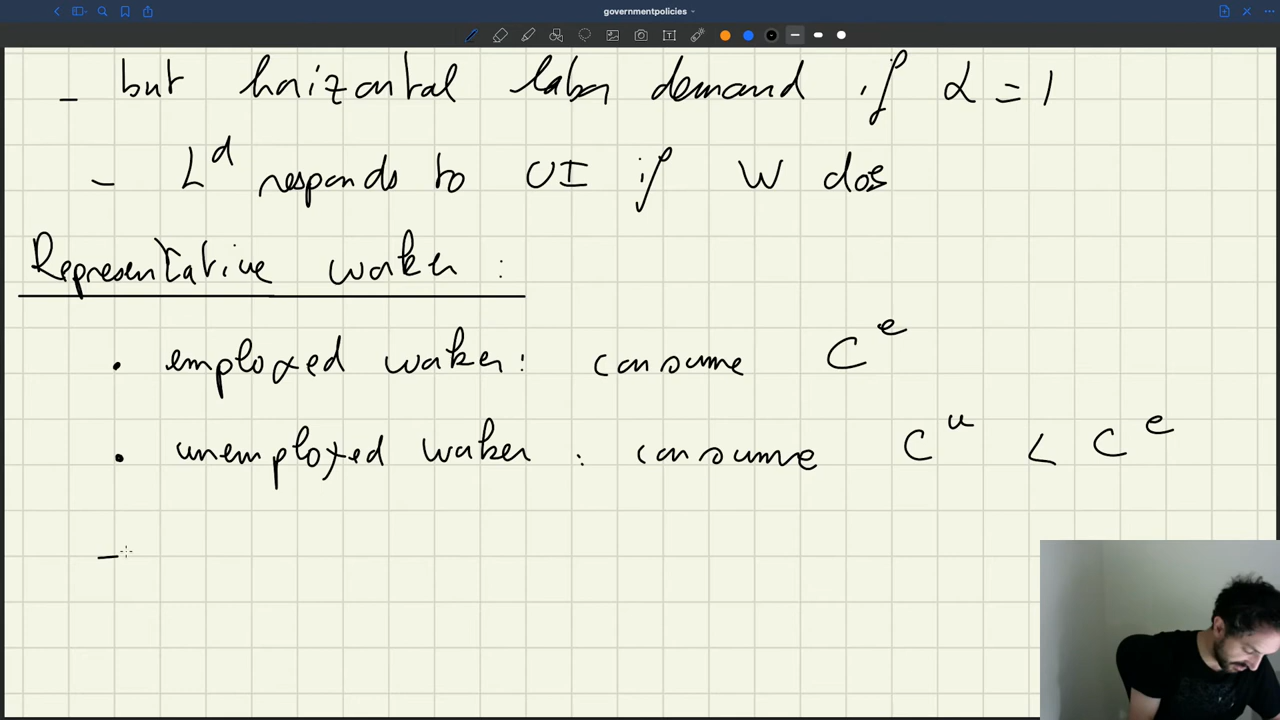 governmentpolicies
- but horizontal labor demand if α = 1
- L^d responds to UI if W does
Representative worker :
• employed worker : consume C^e
• unemployed worker : consume C^u < C^e
-